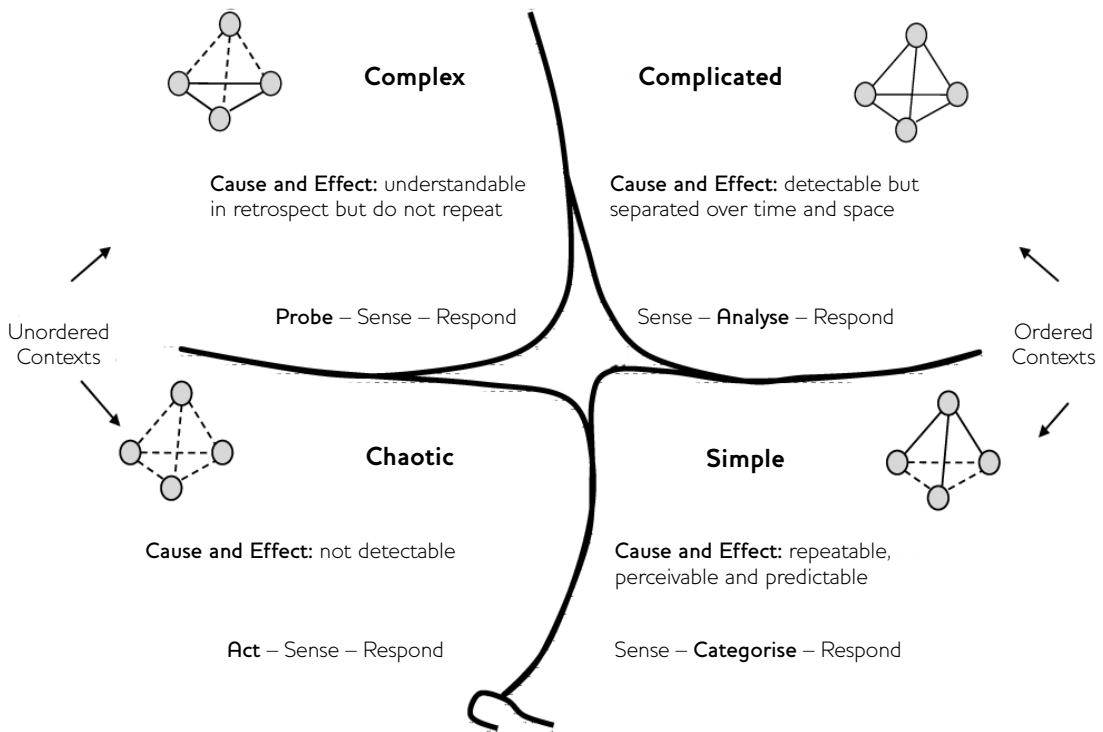 Complex
Complicated
Cause and Effect: understandable
in retrospect but do not repeat
Cause and Effect: detectable but
separated over time and space
Probe – Sense – Respond
Sense – Analyse – Respond
Unordered
Contexts
Ordered
Contexts
Chaotic
Simple
Cause and Effect: not detectable
Cause and Effect: repeatable,
perceivable and predictable
Act – Sense – Respond
Sense – Categorise – Respond